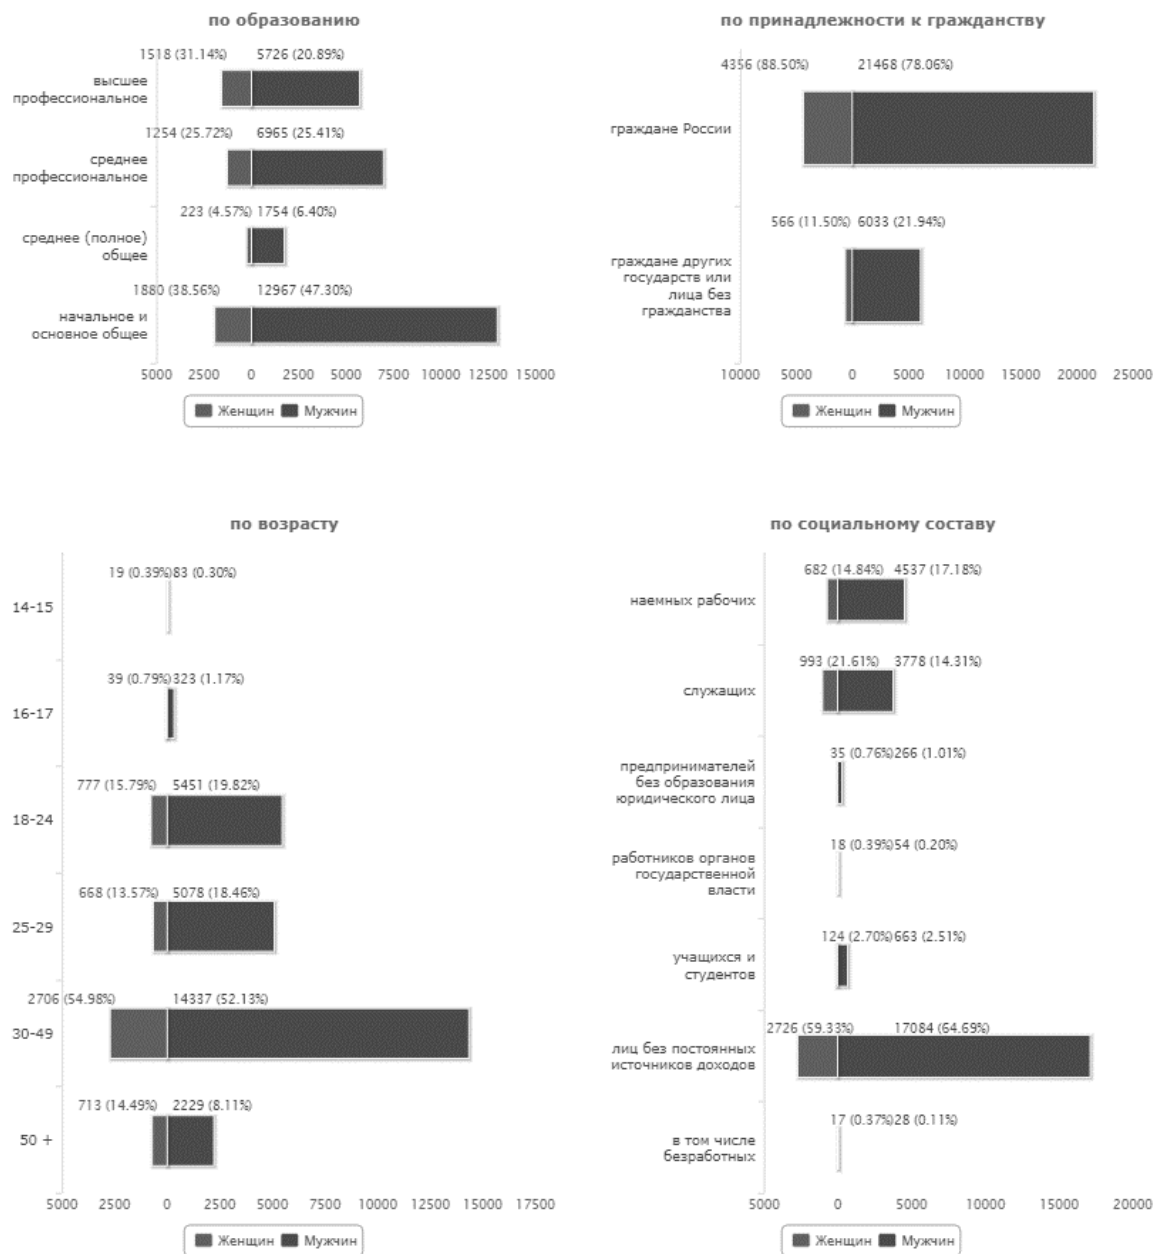 по образованию
1518 (31.14%) 5726 (20.89%)
высшее
профессиональное
1254 (25.72%) 6965 (25.41%)
среднее
профессиональное
223 (4.57%) 1754 (6.40%)
среднее (полное)
общее
1880 (38.56%) 12967 (47.30%)
начальное и
основное общее
5000 2500 0 2500 5000 7500 10000 12500 15000
Женщин Мужчин
по принадлежности к гражданству
4356 (88.50%) 21468 (78.06%)
граждане России
566 (11.50%) 6033 (21.94%)
граждане других
государств или
лица без
гражданства
10000 5000 0 5000 10000 15000 20000 25000
Женщин Мужчин
по возрасту
19 (0.39%) 83 (0.30%)
14-15
39 (0.79%) 323 (1.17%)
16-17
777 (15.79%) 5451 (19.82%)
18-24
668 (13.57%) 5078 (18.46%)
25-29
2706 (54.98%) 14337 (52.13%)
30-49
713 (14.49%) 2229 (8.11%)
50 +
5000 2500 0 2500 5000 7500 10000 12500 15000 17500
Женщин Мужчин
по социальному составу
682 (14.84%) 4537 (17.18%)
наемных рабочих
993 (21.61%) 3778 (14.31%)
служащих
35 (0.76%) 266 (1.01%)
предпринимателей
без образования
юридического лица
18 (0.39%) 54 (0.20%)
работников органов
государственной
власти
124 (2.70%) 663 (2.51%)
учащихся и
студентов
2726 (59.33%) 17084 (64.69%)
лиц без постоянных
источников доходов
17 (0.37%) 28 (0.11%)
в том числе
безработных
5000 0 5000 10000 15000 20000
Женщин Мужчин